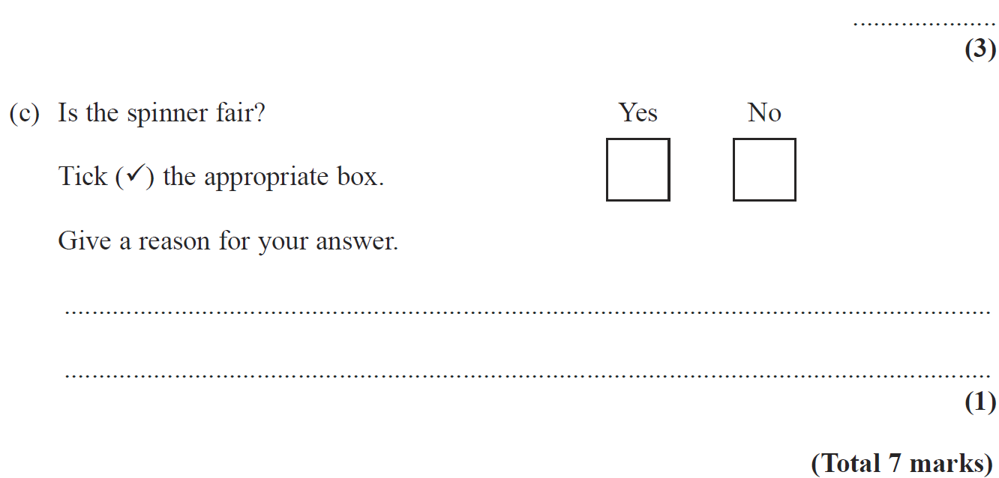 .....................
(3)
(c) Is the spinner fair? Yes No
Tick (✓) the appropriate box.
Give a reason for your answer.
..........................................................................................................................................
..........................................................................................................................................
(1)
(Total 7 marks)